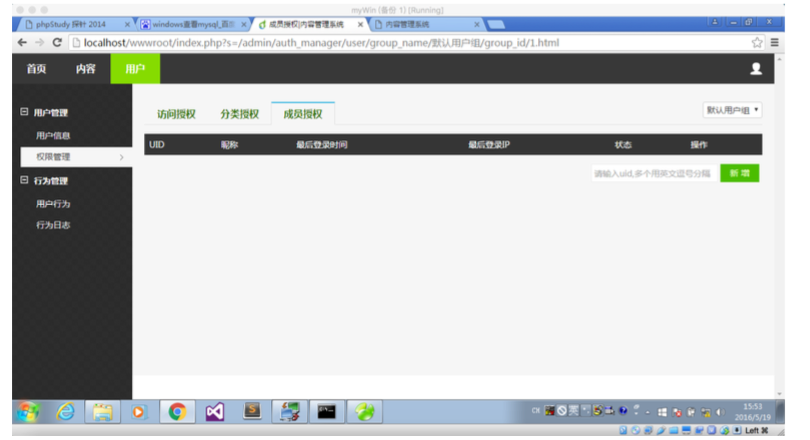 myWin (备份 1) [Running]
phpStudy 探针 2014
windows查看mysql_百
成员授权|内容管理系统
内容管理系统
localhost/wwwroot/index.php?s=/admin/auth_manager/user/group_name/默认用户组/group_id/1.html
首页 内容 用户
用户管理
用户信息
权限管理
行为管理
用户行为
行为日志
访问授权 分类授权 成员授权 默认用户组
UID 昵称 最后登录时间 最后登录IP 状态 操作
请输入uid,多个用英文逗号分隔 新 增
15:53
2016/5/19
Left ⌘